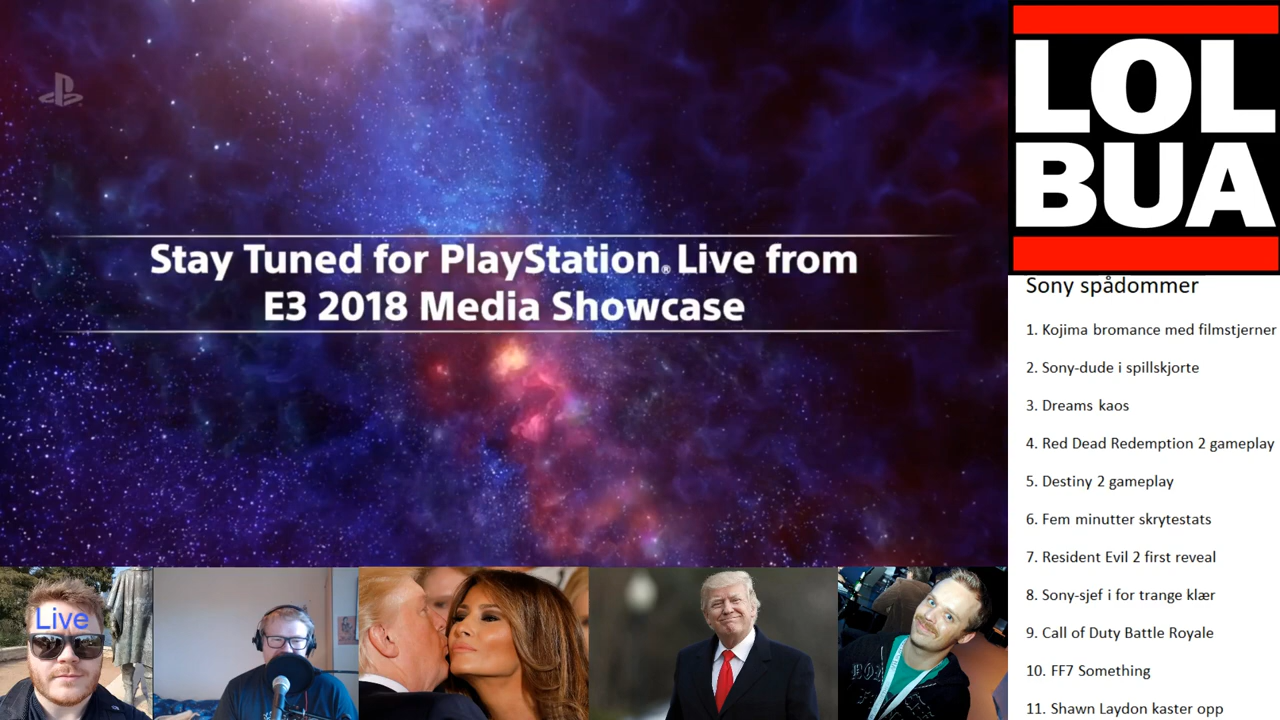 Stay Tuned for PlayStation® Live from
E3 2018 Media Showcase
LOL
BUA
Sony spådommer
1. Kojima bromance med filmstjerner
2. Sony-dude i spillskjorte
3. Dreams kaos
4. Red Dead Redemption 2 gameplay
5. Destiny 2 gameplay
6. Fem minutter skrytestats
7. Resident Evil 2 first reveal
8. Sony-sjef i for trange klær
9. Call of Duty Battle Royale
10. FF7 Something
11. Shawn Laydon kaster opp
Live